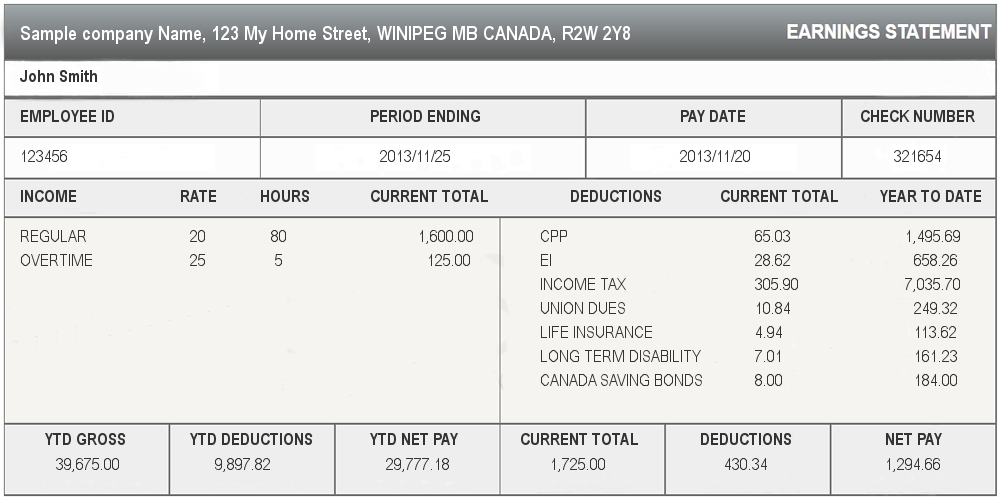 Sample company Name, 123 My Home Street, WINIPEG MB CANADA, R2W 2Y8 EARNINGS STATEMENT
John Smith
EMPLOYEE ID PERIOD ENDING PAY DATE CHECK NUMBER
123456 2013/11/25 2013/11/20 321654
INCOME RATE HOURS CURRENT TOTAL DEDUCTIONS CURRENT TOTAL YEAR TO DATE
REGULAR 20 80 1,600.00 CPP 65.03 1,495.69
OVERTIME 25 5 125.00 EI 28.62 658.26
INCOME TAX 305.90 7,035.70
UNION DUES 10.84 249.32
LIFE INSURANCE 4.94 113.62
LONG TERM DISABILITY 7.01 161.23
CANADA SAVING BONDS 8.00 184.00
YTD GROSS YTD DEDUCTIONS YTD NET PAY CURRENT TOTAL DEDUCTIONS NET PAY
39,675.00 9,897.82 29,777.18 1,725.00 430.34 1,294.66